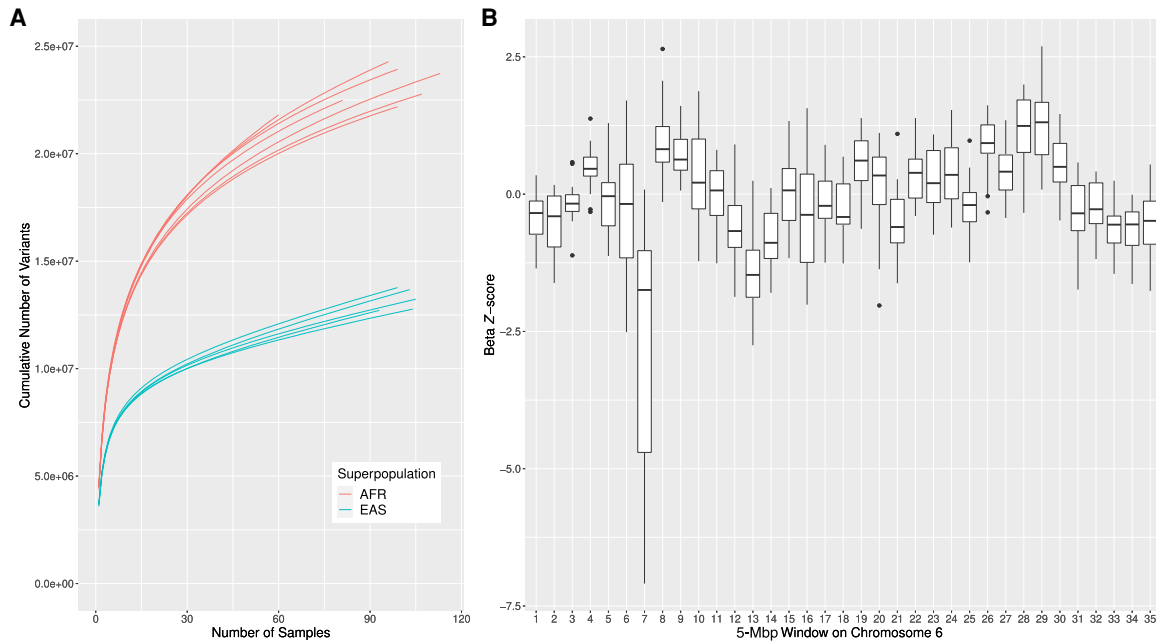 A
Cumulative Number of Variants
2.5e+07
2.0e+07
1.5e+07
1.0e+07
5.0e+06
0.0e+00
Superpopulation
AFR
EAS
0 30 60 90 120
Number of Samples
B
Beta Z−score
2.5
0.0
−2.5
−5.0
−7.5
1 2 3 4 5 6 7 8 9 10 11 12 13 14 15 16 17 18 19 20 21 22 23 24 25 26 27 28 29 30 31 32 33 34 35
5-Mbp Window on Chromosome 6